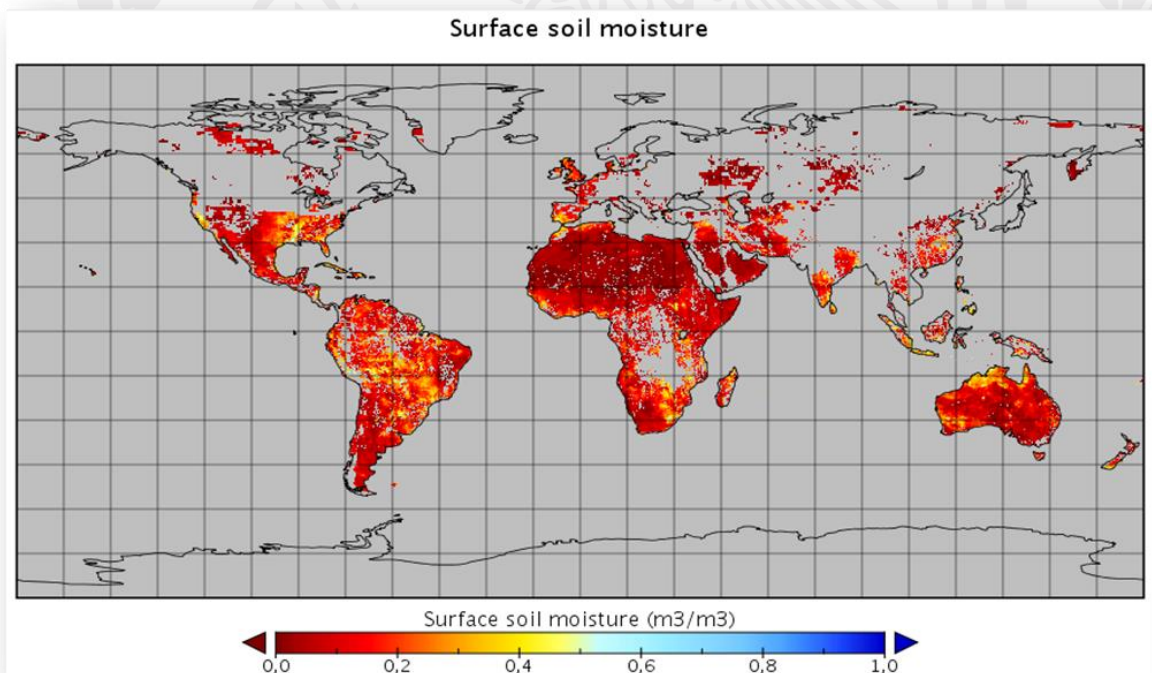 Surface soil moisture
Surface soil moisture (m3/m3)
0,0 0,2 0,4 0,6 0,8 1,0